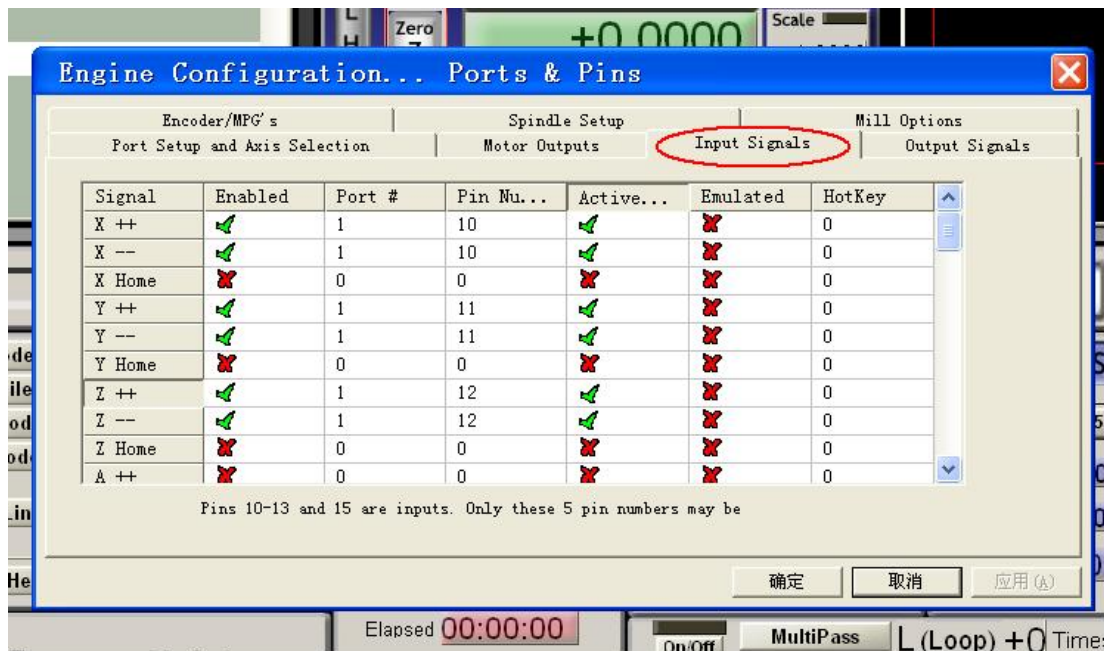 L Zero +0.0000 Scale
H
Engine Configuration... Ports & Pins
Encoder/MPG's Spindle Setup Mill Options
Port Setup and Axis Selection Motor Outputs Input Signals Output Signals
Signal Enabled Port # Pin Nu... Active... Emulated HotKey
X ++ 1 10 0
X -- 1 10 0
X Home 0 0 0
Y ++ 1 11 0
Y -- 1 11 0
Y Home 0 0 0
Z ++ 1 12 0
Z -- 1 12 0
Z Home 0 0 0
A ++ 0 0 0
Pins 10-13 and 15 are inputs. Only these 5 pin numbers may be
确定 取消 应用(A)
Elapsed 00:00:00 On/Off MultiPass L (Loop) +0 Times